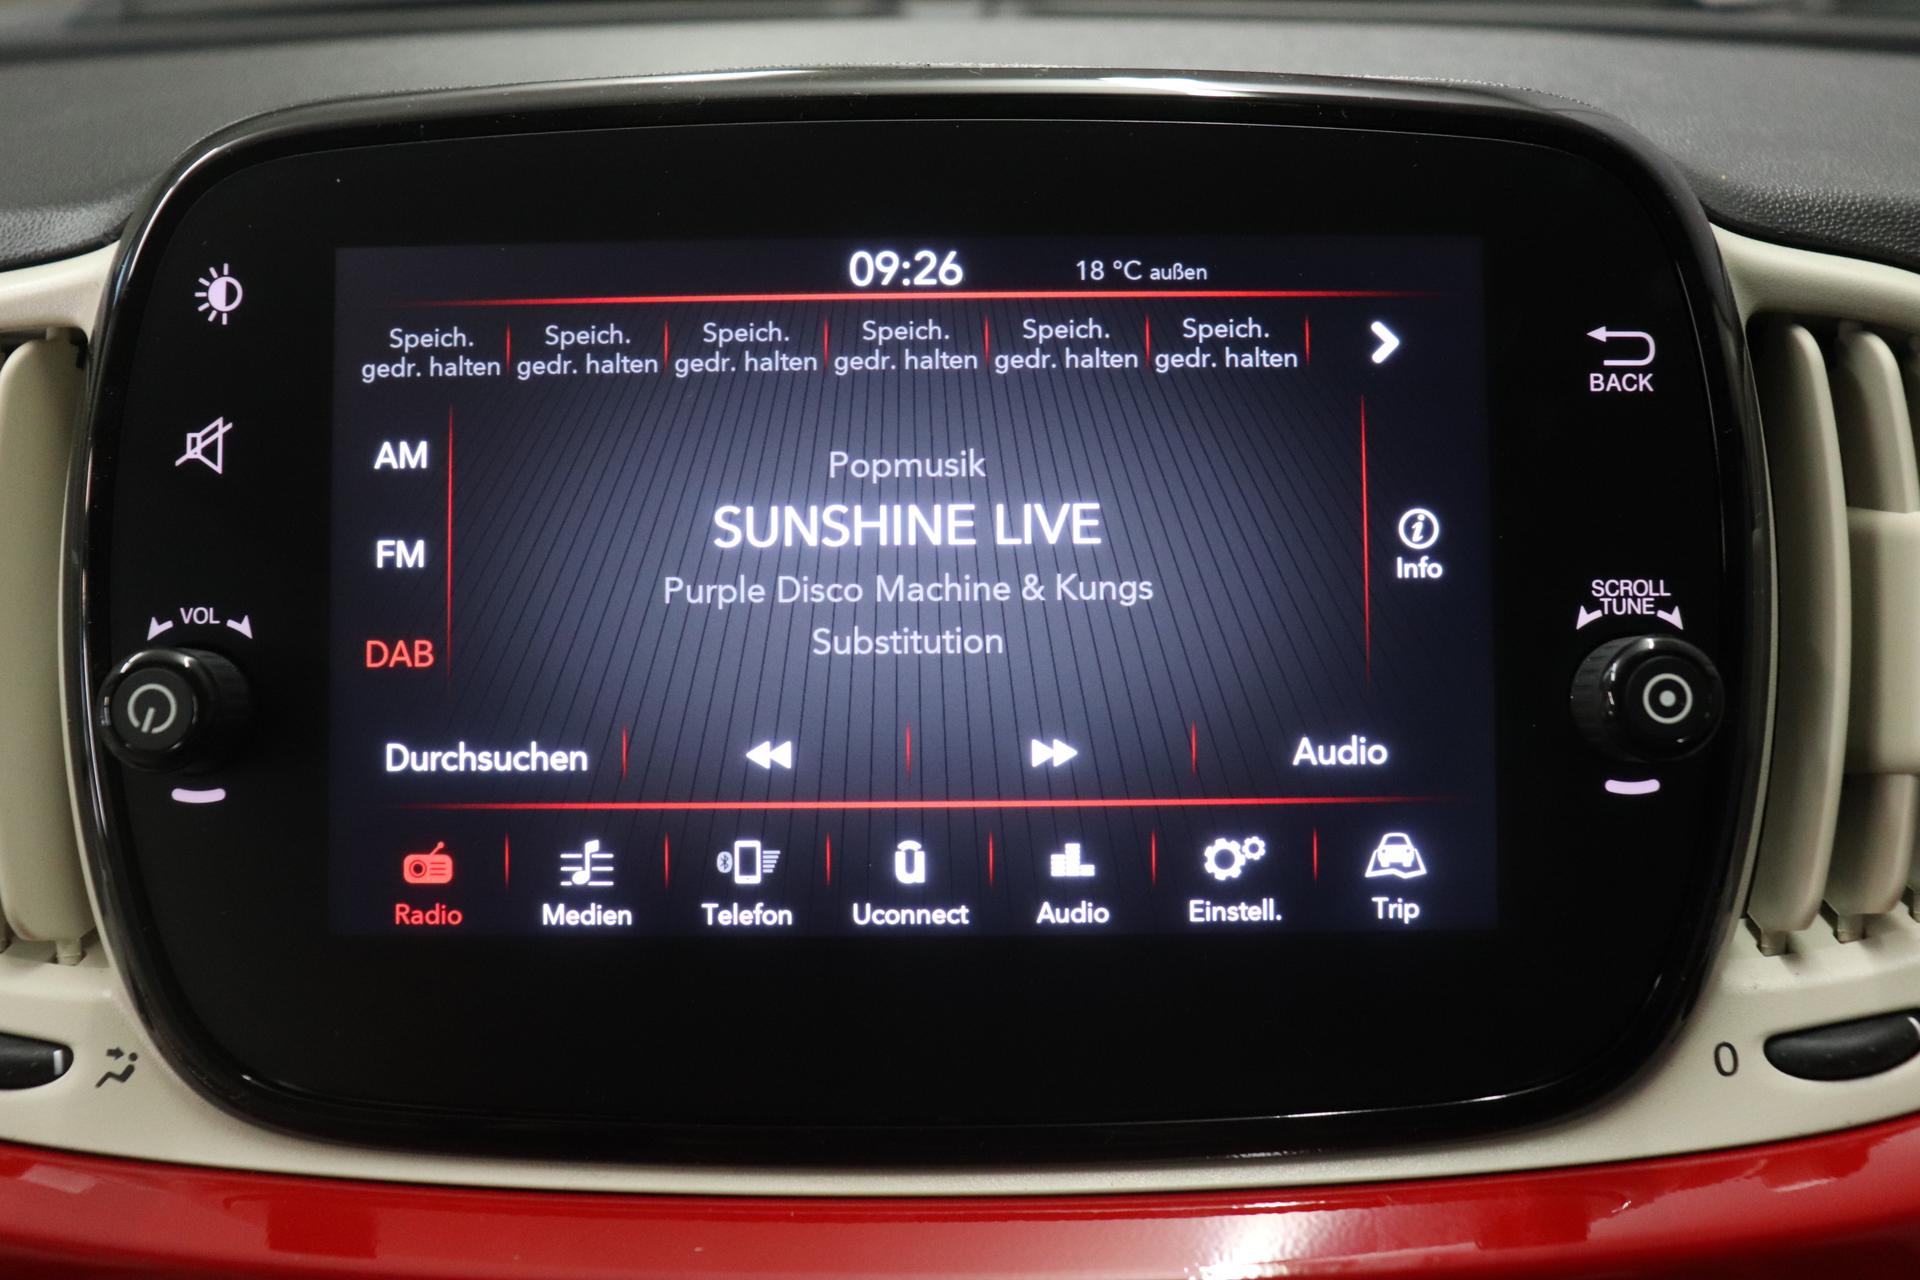 09:26 18 °C außen
Speich. Speich. Speich. Speich. Speich. Speich.
gedr. halten gedr. halten gedr. halten gedr. halten gedr. halten gedr. halten
BACK
AM
Popmusik
SUNSHINE LIVE
FM
Info
Purple Disco Machine & Kungs
VOL
SCROLL
TUNE
Substitution
DAB
Durchsuchen Audio
Radio Medien Telefon Uconnect Audio Einstell. Trip
0